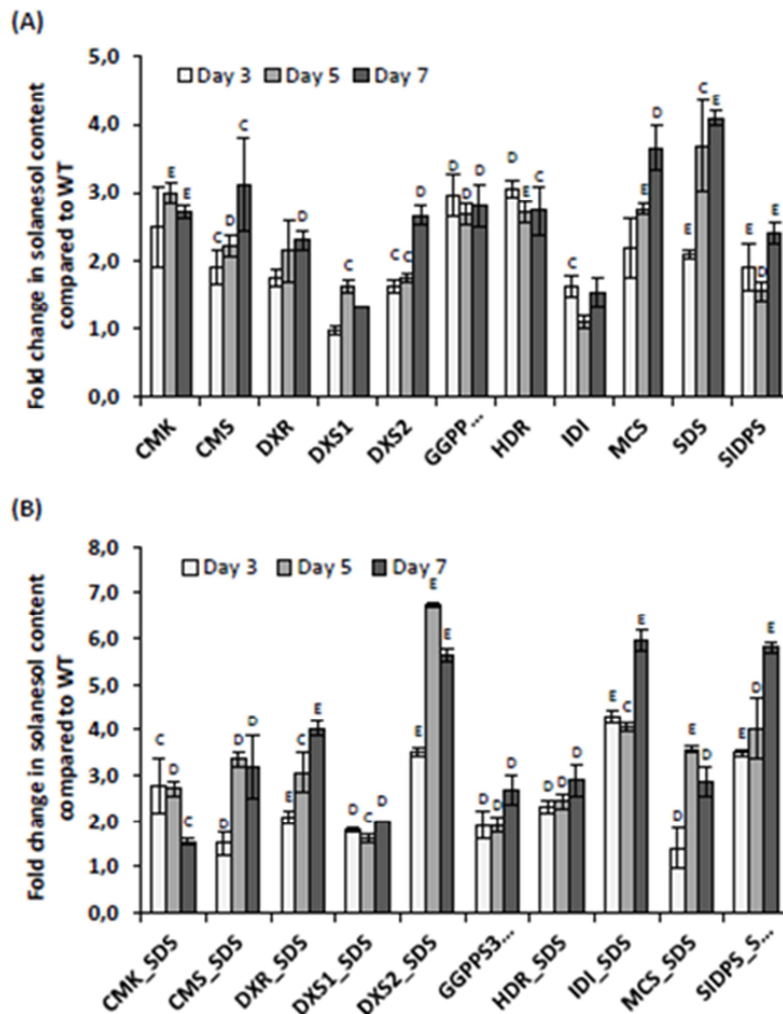 (A)
Fold change in solanesol content
compared to WT
5,0
4,0
3,0
2,0
1,0
0,0
Day 3 Day 5 Day 7
E E
C D C
D
C
C C D
D D D
D E C
C
E D
E C E
E D E
CMK CMS DXR DXS1 DXS2 GGPP... HDR IDI MCS SDS SIDPS
(B)
Fold change in solanesol content
compared to WT
8,0
7,0
6,0
5,0
4,0
3,0
2,0
1,0
0,0
Day 3 Day 5 Day 7
C D C
D D D
E C D
D C D
E E E
D D D
D D D
E C E
D E D
E D E
CMK_SDS CMS_SDS DXR_SDS DXS1_SDS DXS2_SDS GGPPS3... HDR_SDS IDI_SDS MCS_SDS SIDPS_S...